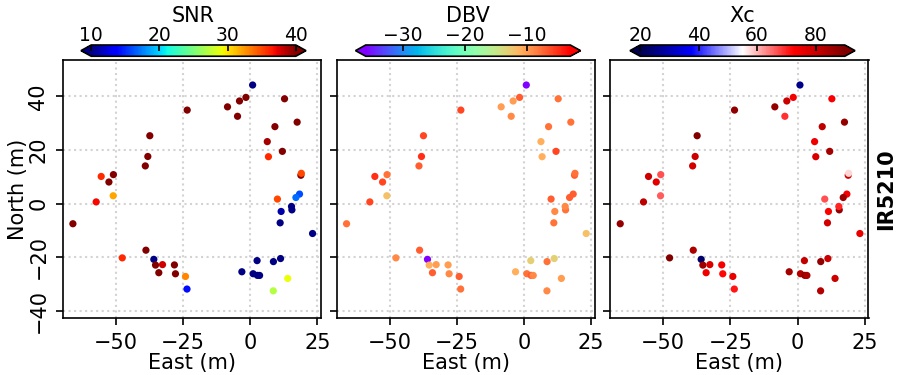 SNR DBV Xc
10 20 30 40 −30 −20 −10 20 40 60 80
North (m)
40
20
0
−20
−40
−50 −25 0 25 −50 −25 0 25 −50 −25 0 25
East (m) East (m) East (m)
IR5210